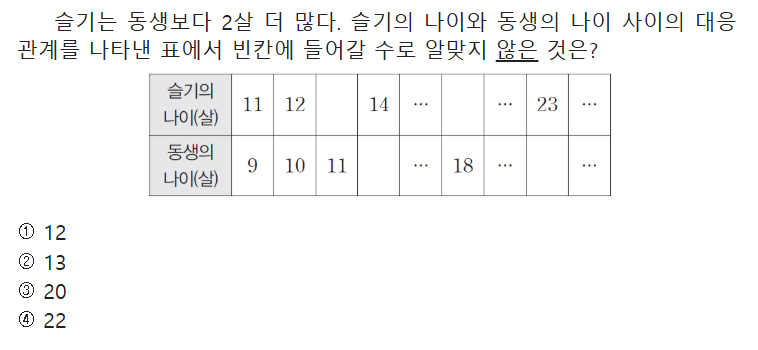 슬기는 동생보다 2살 더 많다. 슬기의 나이와 동생의 나이 사이의 대응
관계를 나타낸 표에서 빈칸에 들어갈 수로 알맞지 않은 것은?
슬기의 나이(살) 11 12 14 … … 23 …
동생의 나이(살) 9 10 11 … 18 … …
① 12
② 13
③ 20
④ 22